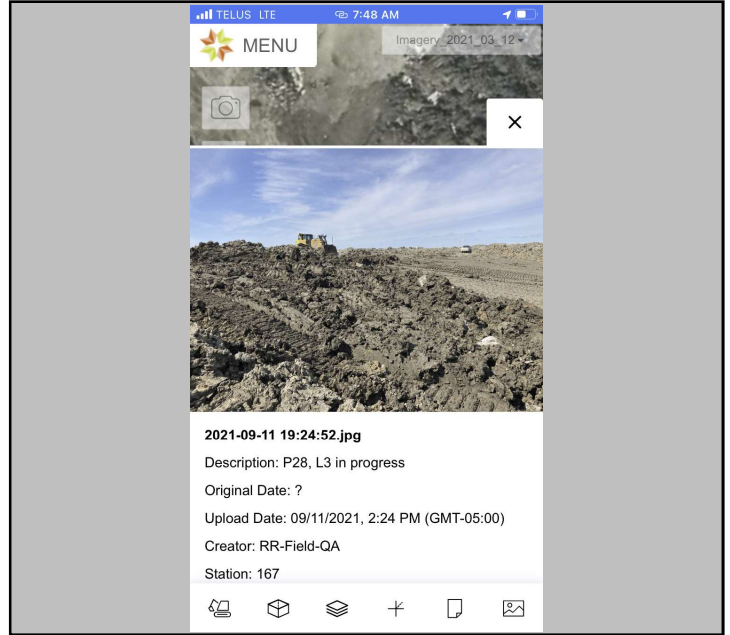 TELUS LTE 7:48 AM
MENU
Imagery_2021_03_12
2021-09-11 19:24:52.jpg
Description: P28, L3 in progress
Original Date: ?
Upload Date: 09/11/2021, 2:24 PM (GMT-05:00)
Creator: RR-Field-QA
Station: 167